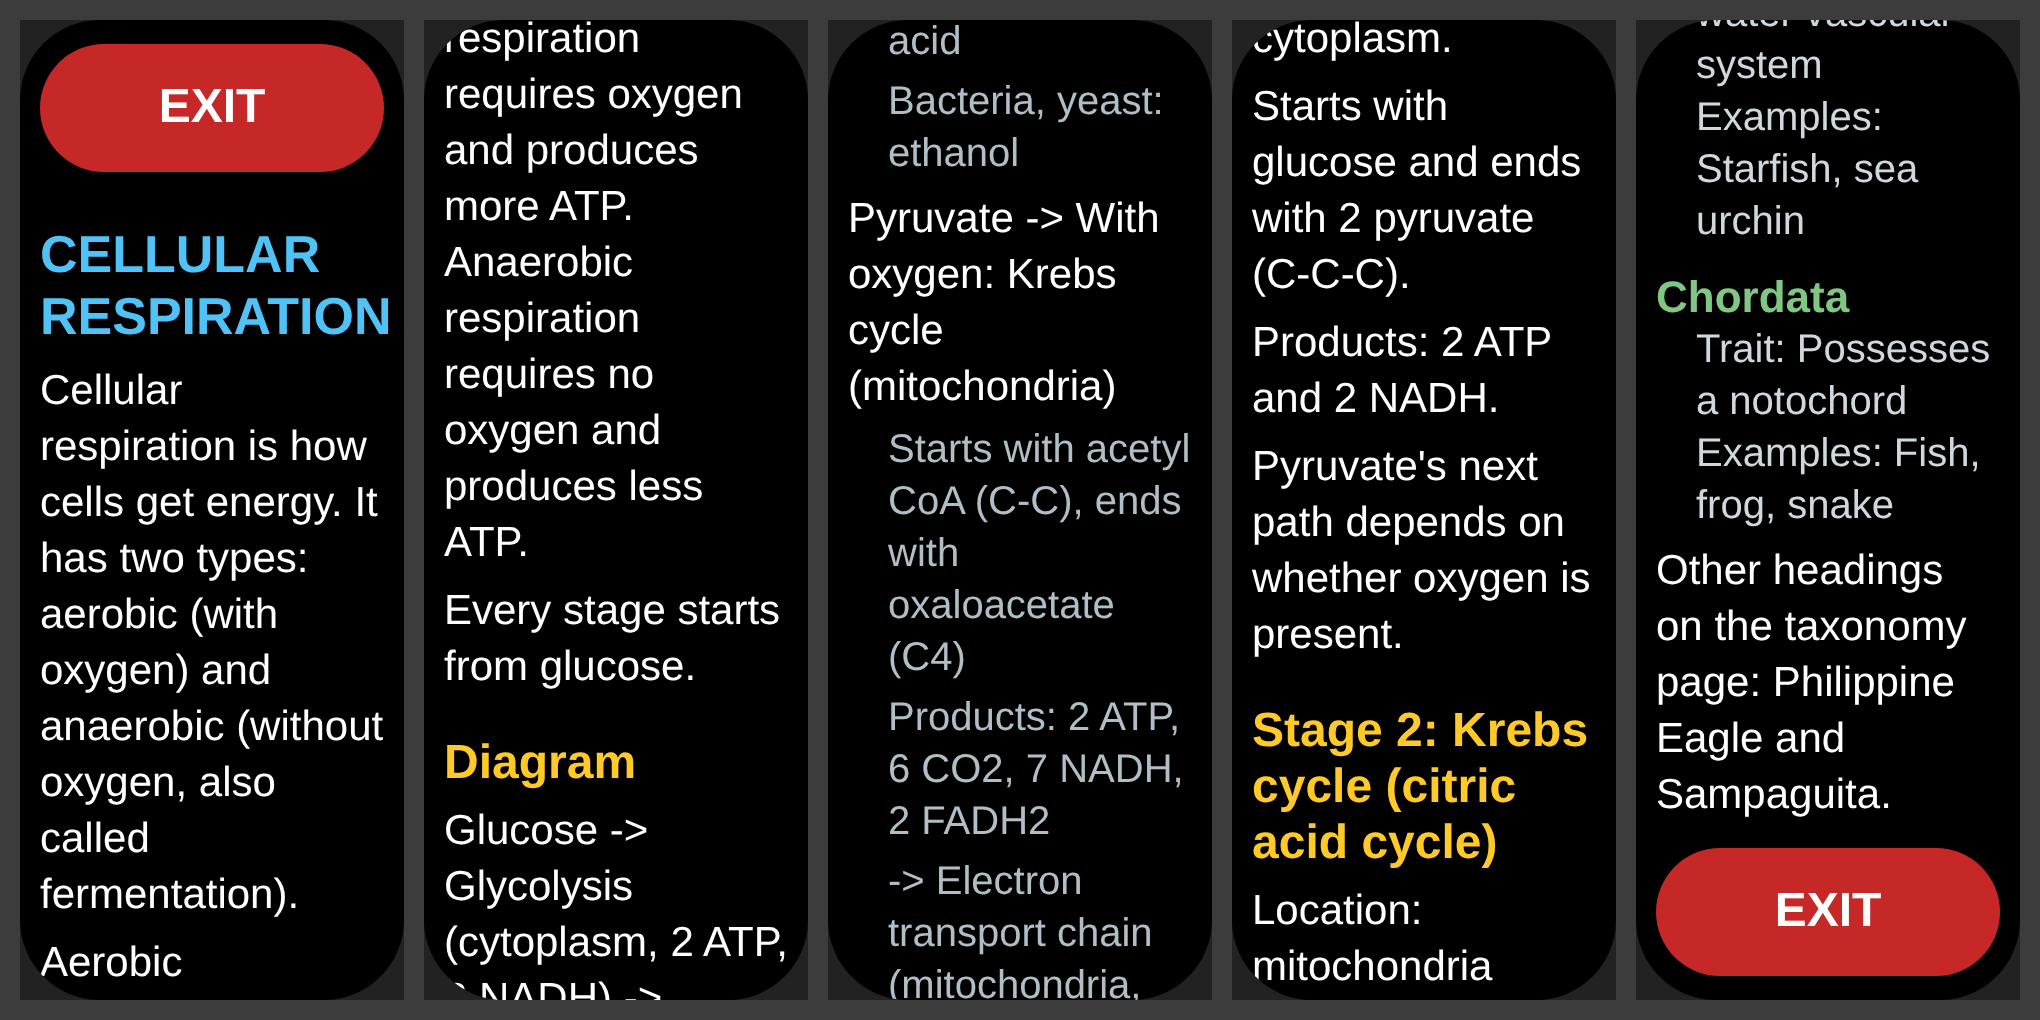 EXIT
CELLULAR
RESPIRATION
Cellular
respiration is how
cells get energy. It
has two types:
aerobic (with
oxygen) and
anaerobic (without
oxygen, also
called
fermentation).
Aerobic
respiration
requires oxygen
and produces
more ATP.
Anaerobic
respiration
requires no
oxygen and
produces less
ATP.
Every stage starts
from glucose.
Diagram
Glucose ->
Glycolysis
(cytoplasm, 2 ATP,
NADH) ->
acid
Bacteria, yeast:
ethanol
Pyruvate -> With
oxygen: Krebs
cycle
(mitochondria)
Starts with acetyl
CoA (C-C), ends
with
oxaloacetate
(C4)
Products: 2 ATP,
6 CO2, 7 NADH,
2 FADH2
-> Electron
transport chain
(mitochondria,
cytoplasm.
Starts with
glucose and ends
with 2 pyruvate
(C-C-C).
Products: 2 ATP
and 2 NADH.
Pyruvate's next
path depends on
whether oxygen is
present.
Stage 2: Krebs
cycle (citric
acid cycle)
Location:
mitochondria
water vascular
system
Examples:
Starfish, sea
urchin
Chordata
Trait: Possesses
a notochord
Examples: Fish,
frog, snake
Other headings
on the taxonomy
page: Philippine
Eagle and
Sampaguita.
EXIT